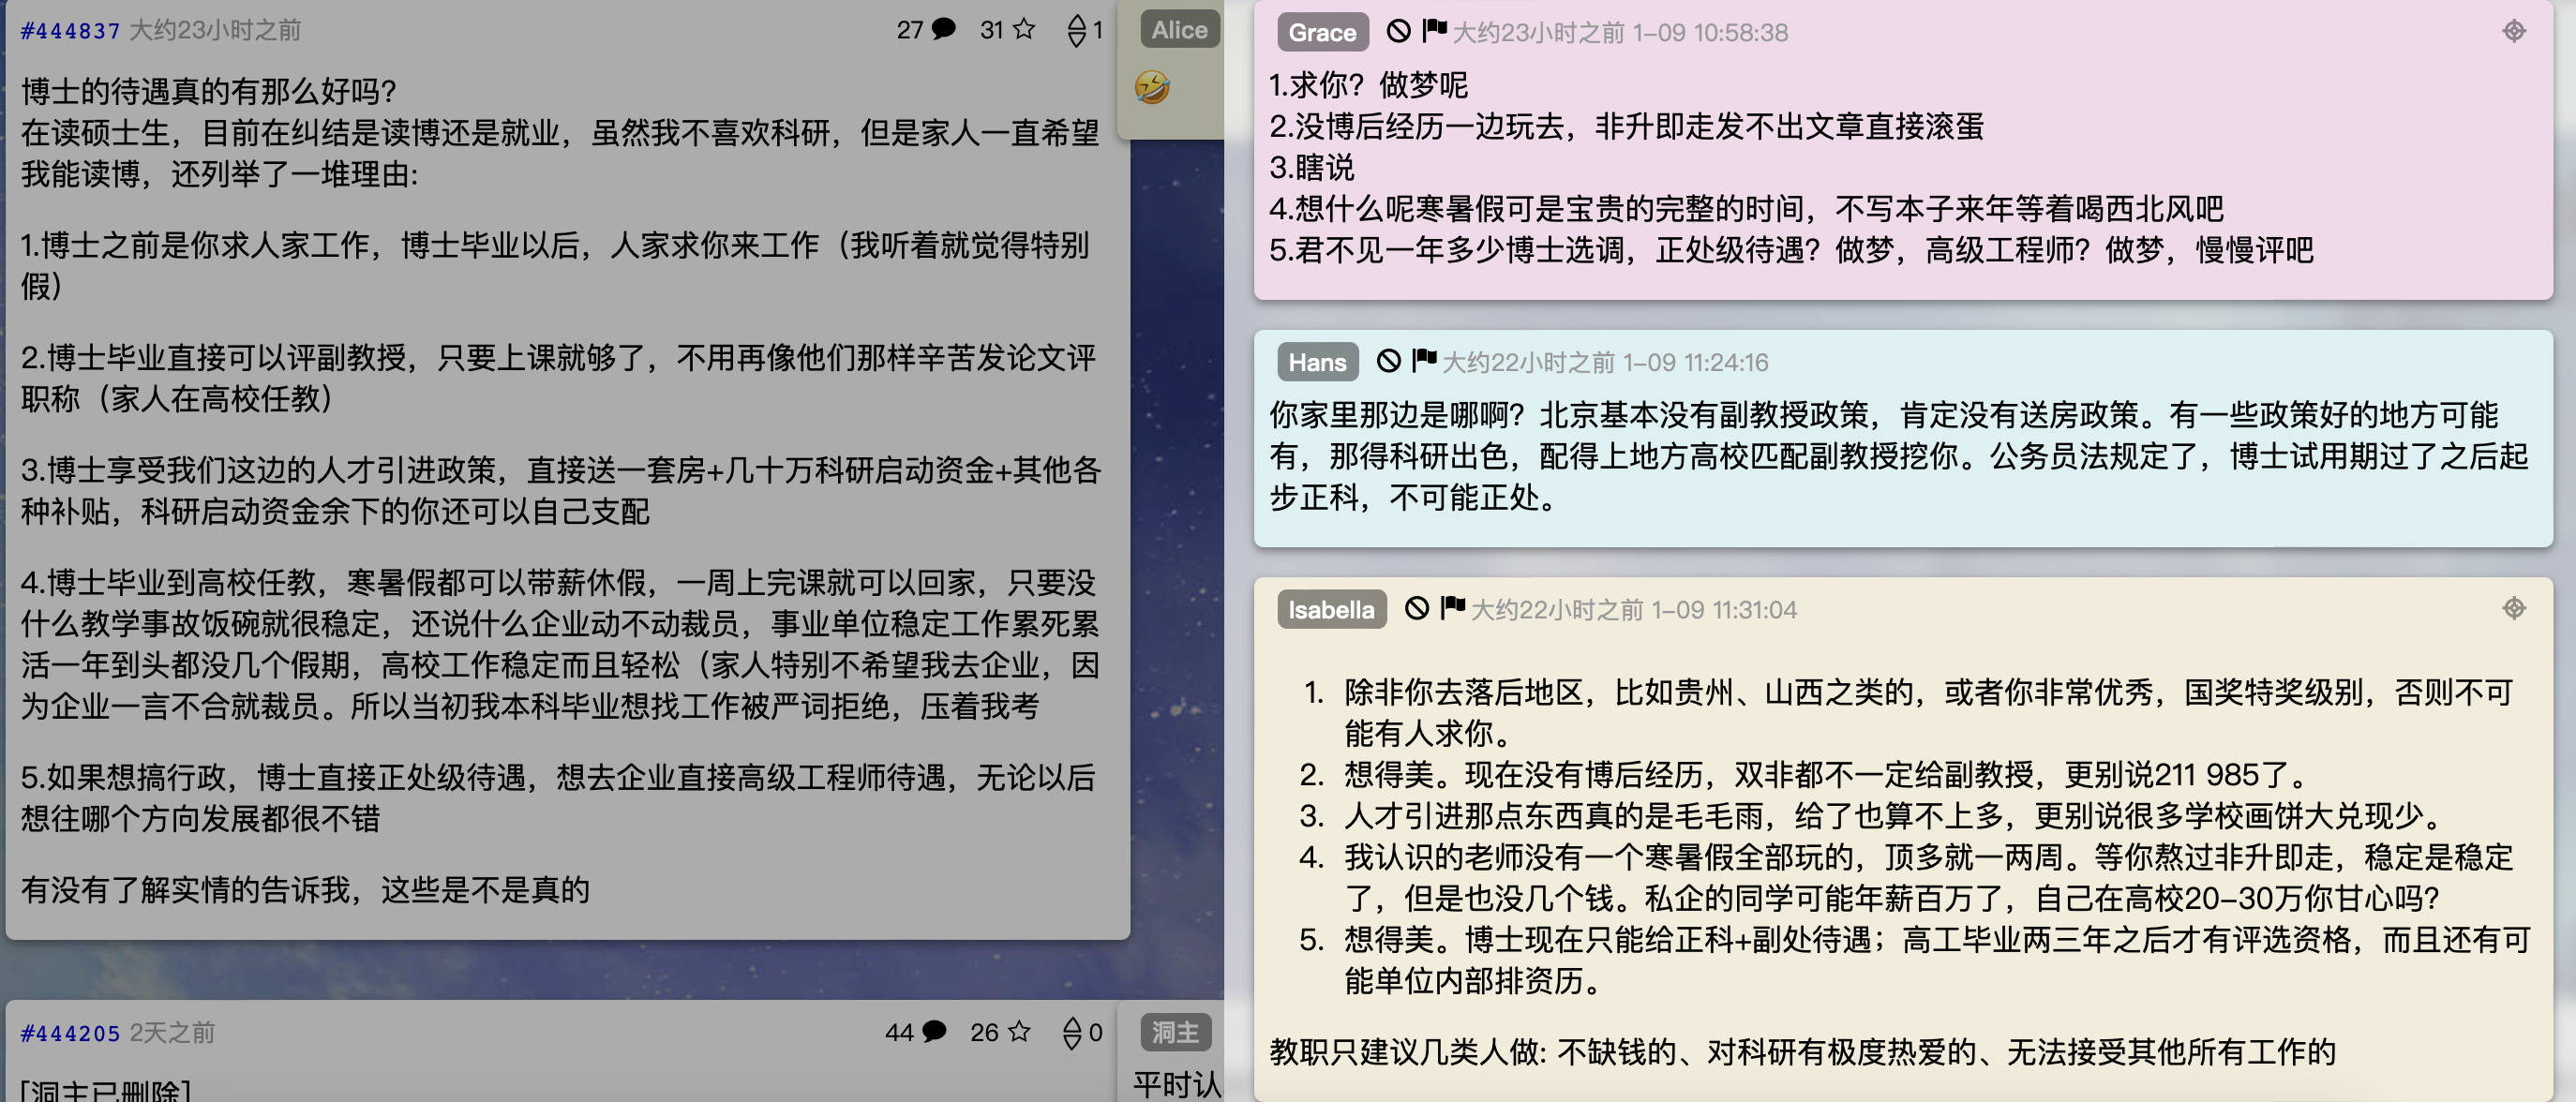 #444837 大约23小时之前 27 31 1
博士的待遇真的有那么好吗？
在读硕士生，目前在纠结是读博还是就业，虽然我不喜欢科研，但是家人一直希望
我能读博，还列举了一堆理由:
1.博士之前是你求人家工作，博士毕业以后，人家求你来工作（我听着就觉得特别
假）
2.博士毕业直接可以评副教授，只要上课就够了，不用再像他们那样辛苦发论文评
职称（家人在高校任教）
3.博士享受我们这边的人才引进政策，直接送一套房+几十万科研启动资金+其他各
种补贴，科研启动资金余下的你还可以自己支配
4.博士毕业到高校任教，寒暑假都可以带薪休假，一周上完课就可以回家，只要没
什么教学事故饭碗就很稳定，还说什么企业动不动裁员，事业单位稳定工作累死累
活一年到头都没几个假期，高校工作稳定而且轻松（家人特别不希望我去企业，因
为企业一言不合就裁员。所以当初我本科毕业想找工作被严词拒绝，压着我考
5.如果想搞行政，博士直接正处级待遇，想去企业直接高级工程师待遇，无论以后
想往哪个方向发展都很不错
有没有了解实情的告诉我，这些是不是真的
#444205 2天之前 44 26 0
[洞主已删除]
Alice
🤣
洞主
平时认
Grace 大约23小时之前 1-09 10:58:38
1.求你？做梦呢
2.没博后经历一边玩去，非升即走发不出文章直接滚蛋
3.瞎说
4.想什么呢寒暑假可是宝贵的完整的时间，不写本子来年等着喝西北风吧
5.君不见一年多少博士选调，正处级待遇？做梦，高级工程师？做梦，慢慢评吧
Hans 大约22小时之前 1-09 11:24:16
你家里那边是哪啊？北京基本没有副教授政策，肯定没有送房政策。有一些政策好的地方可能
有，那得科研出色，配得上地方高校匹配副教授挖你。公务员法规定了，博士试用期过了之后起
步正科，不可能正处。
Isabella 大约22小时之前 1-09 11:31:04
1. 除非你去落后地区，比如贵州、山西之类的，或者你非常优秀，国奖特奖级别，否则不可
能有人求你。
2. 想得美。现在没有博后经历，双非都不一定给副教授，更别说211 985了。
3. 人才引进那点东西真的是毛毛雨，给了也算不上多，更别说很多学校画饼大兑现少。
4. 我认识的老师没有一个寒暑假全部玩的，顶多就一两周。等你熬过非升即走，稳定是稳定
了，但是也没几个钱。私企的同学可能年薪百万了，自己在高校20-30万你甘心吗？
5. 想得美。博士现在只能给正科+副处待遇；高工毕业两三年之后才有评选资格，而且还有可
能单位内部排资历。
教职只建议几类人做: 不缺钱的、对科研有极度热爱的、无法接受其他所有工作的